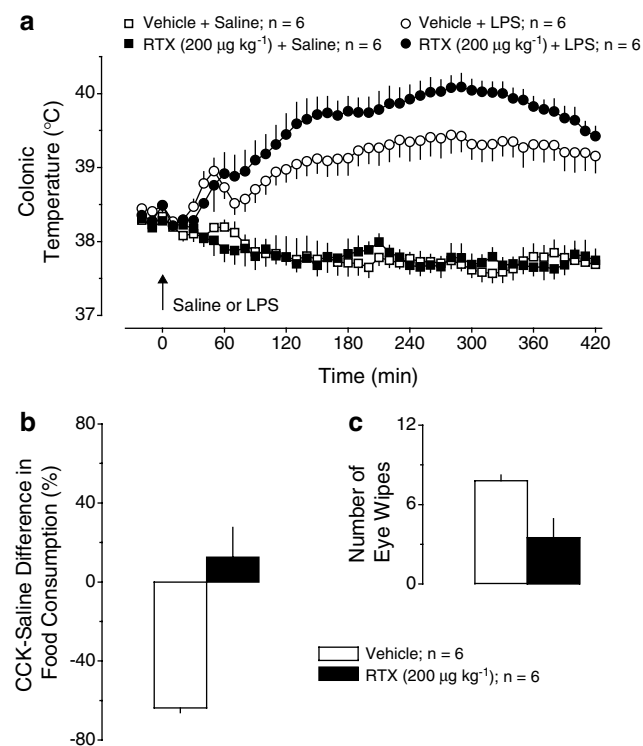 a
Vehicle + Saline; n = 6
Vehicle + LPS; n = 6
RTX (200 μg kg⁻¹) + Saline; n = 6
RTX (200 μg kg⁻¹) + LPS; n = 6
Colonic
Temperature (°C)
40
39
38
37
Saline or LPS
0 60 120 180 240 300 360 420
Time (min)
b
CCK-Saline Difference in
Food Consumption (%)
80
40
0
-40
-80
c
Number of
Eye Wipes
12
6
0
Vehicle; n = 6
RTX (200 μg kg⁻¹); n = 6